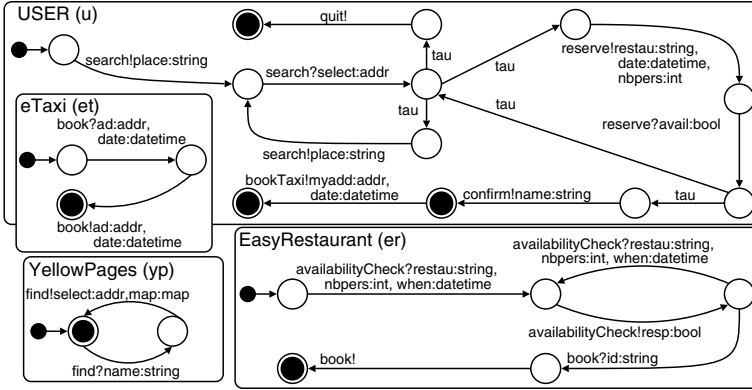 USER (u)
quit!
search!place:string
tau
reserve!restau:string,
date:datetime,
nbpers:int
search?select:addr
tau
tau
tau
reserve?avail:bool
search!place:string
bookTaxi!myadd:addr,
date:datetime
confirm!name:string
tau
eTaxi (et)
book?ad:addr,
date:datetime
book!ad:addr,
date:datetime
YellowPages (yp)
find!select:addr,map:map
find?name:string
EasyRestaurant (er)
availabilityCheck?restau:string,
nbpers:int, when:datetime
availabilityCheck?restau:string,
nbpers:int, when:datetime
availabilityCheck!resp:bool
book!
book?id:string